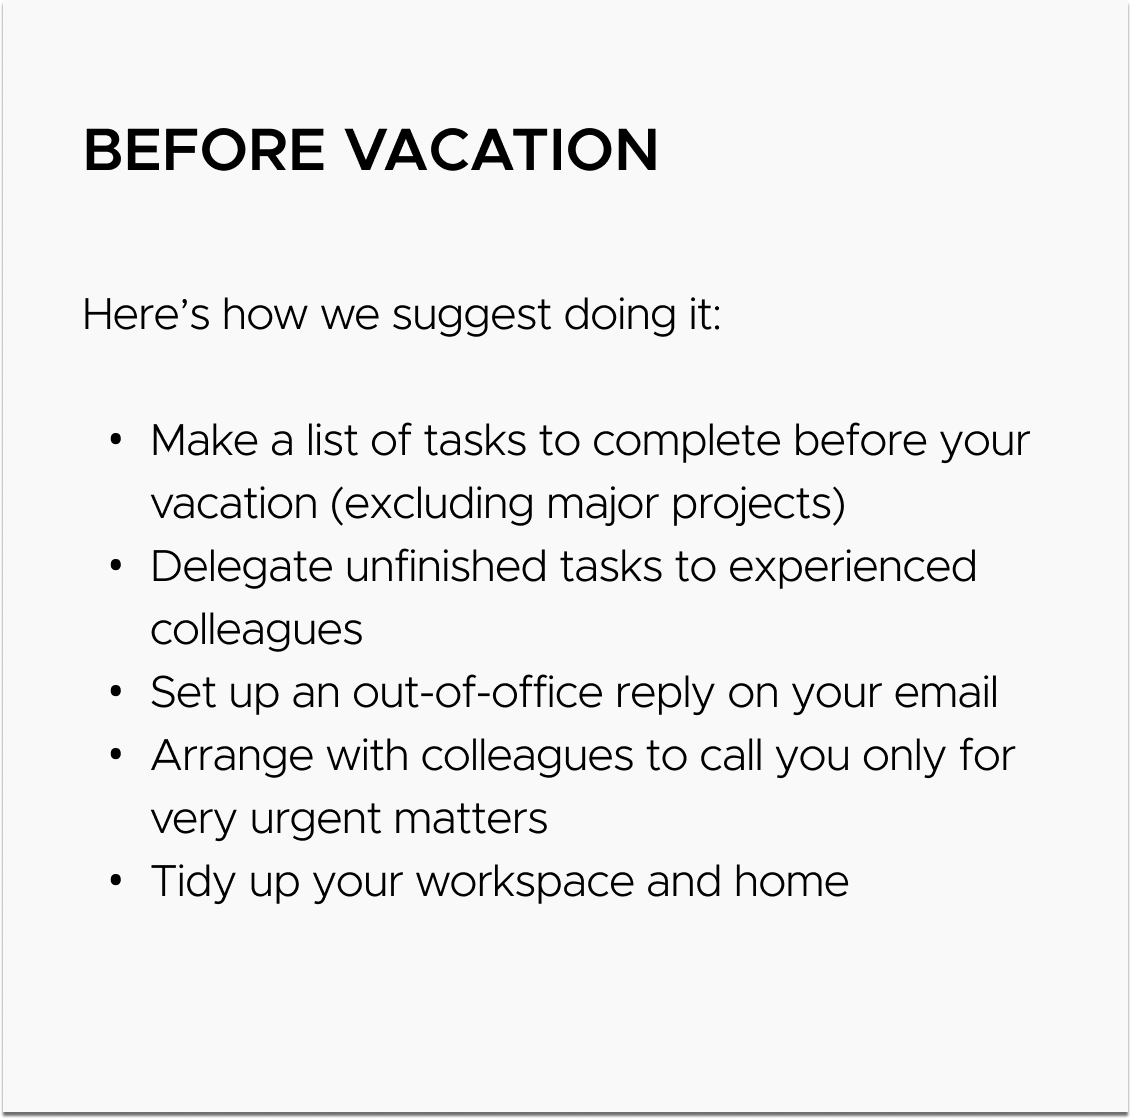 BEFORE VACATION
Here’s how we suggest doing it:
• Make a list of tasks to complete before your
vacation (excluding major projects)
• Delegate unfinished tasks to experienced
colleagues
• Set up an out-of-office reply on your email
• Arrange with colleagues to call you only for
very urgent matters
• Tidy up your workspace and home